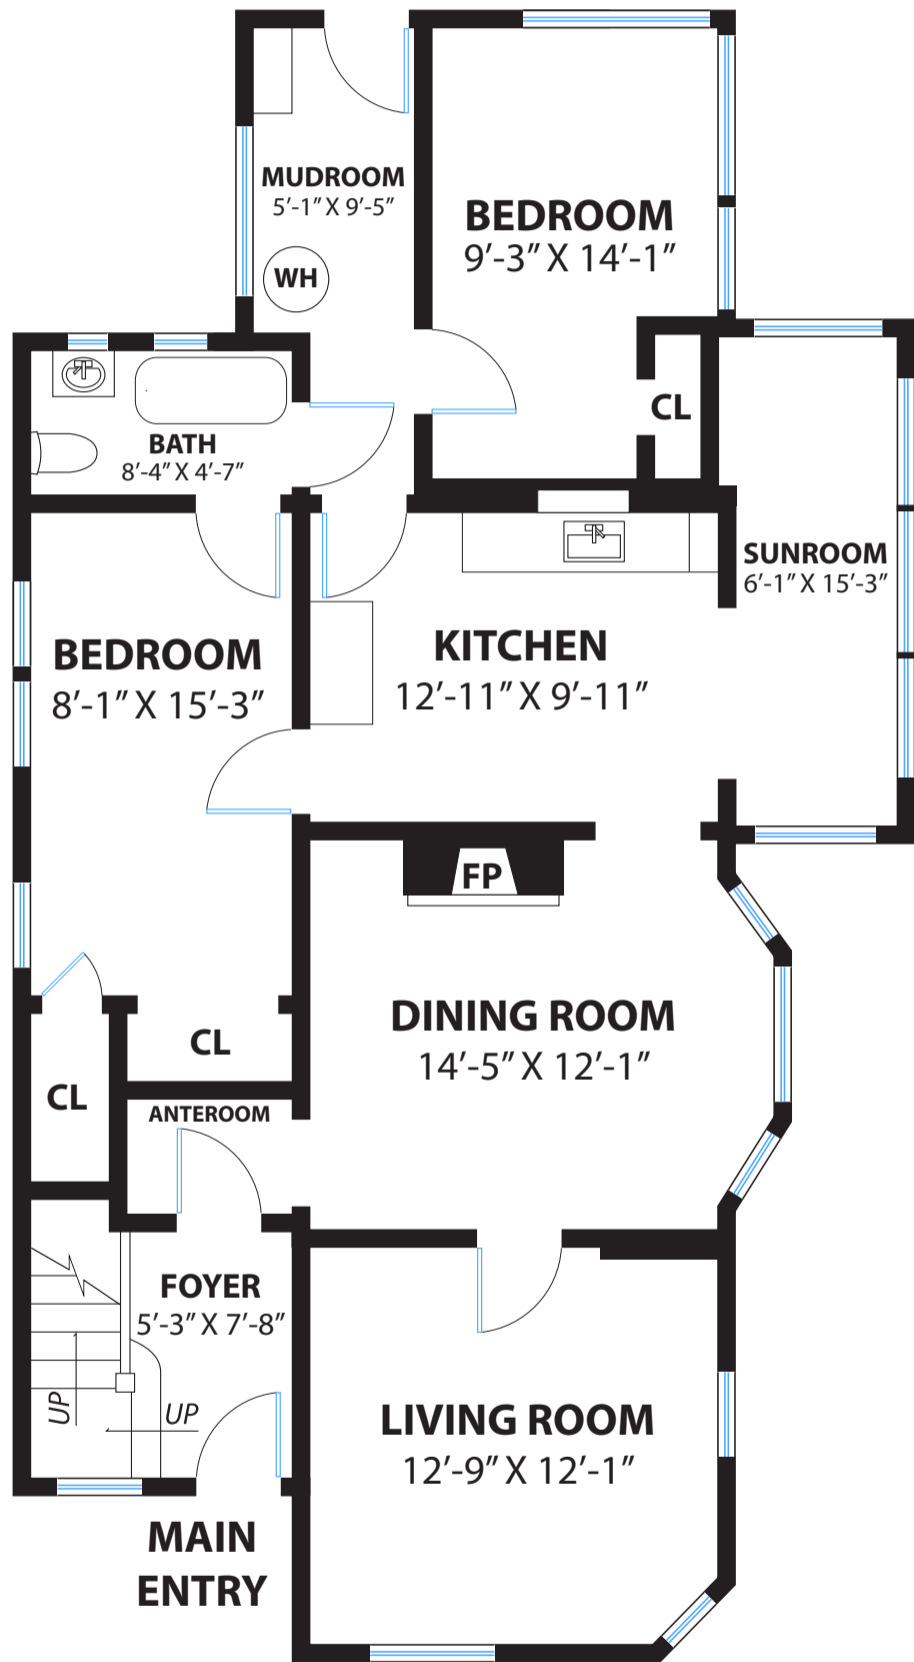 MUDROOM
5′-1″ X 9′-5″
WH
BEDROOM
9′-3″ X 14′-1″
CL
BATH
8′-4″ X 4′-7″
SUNROOM
6′-1″ X 15′-3″
BEDROOM
8′-1″ X 15′-3″
KITCHEN
12′-11″ X 9′-11″
FP
DINING ROOM
14′-5″ X 12′-1″
CL
CL
ANTEROOM
FOYER
5′-3″ X 7′-8″
UP
UP
LIVING ROOM
12′-9″ X 12′-1″
MAIN
ENTRY